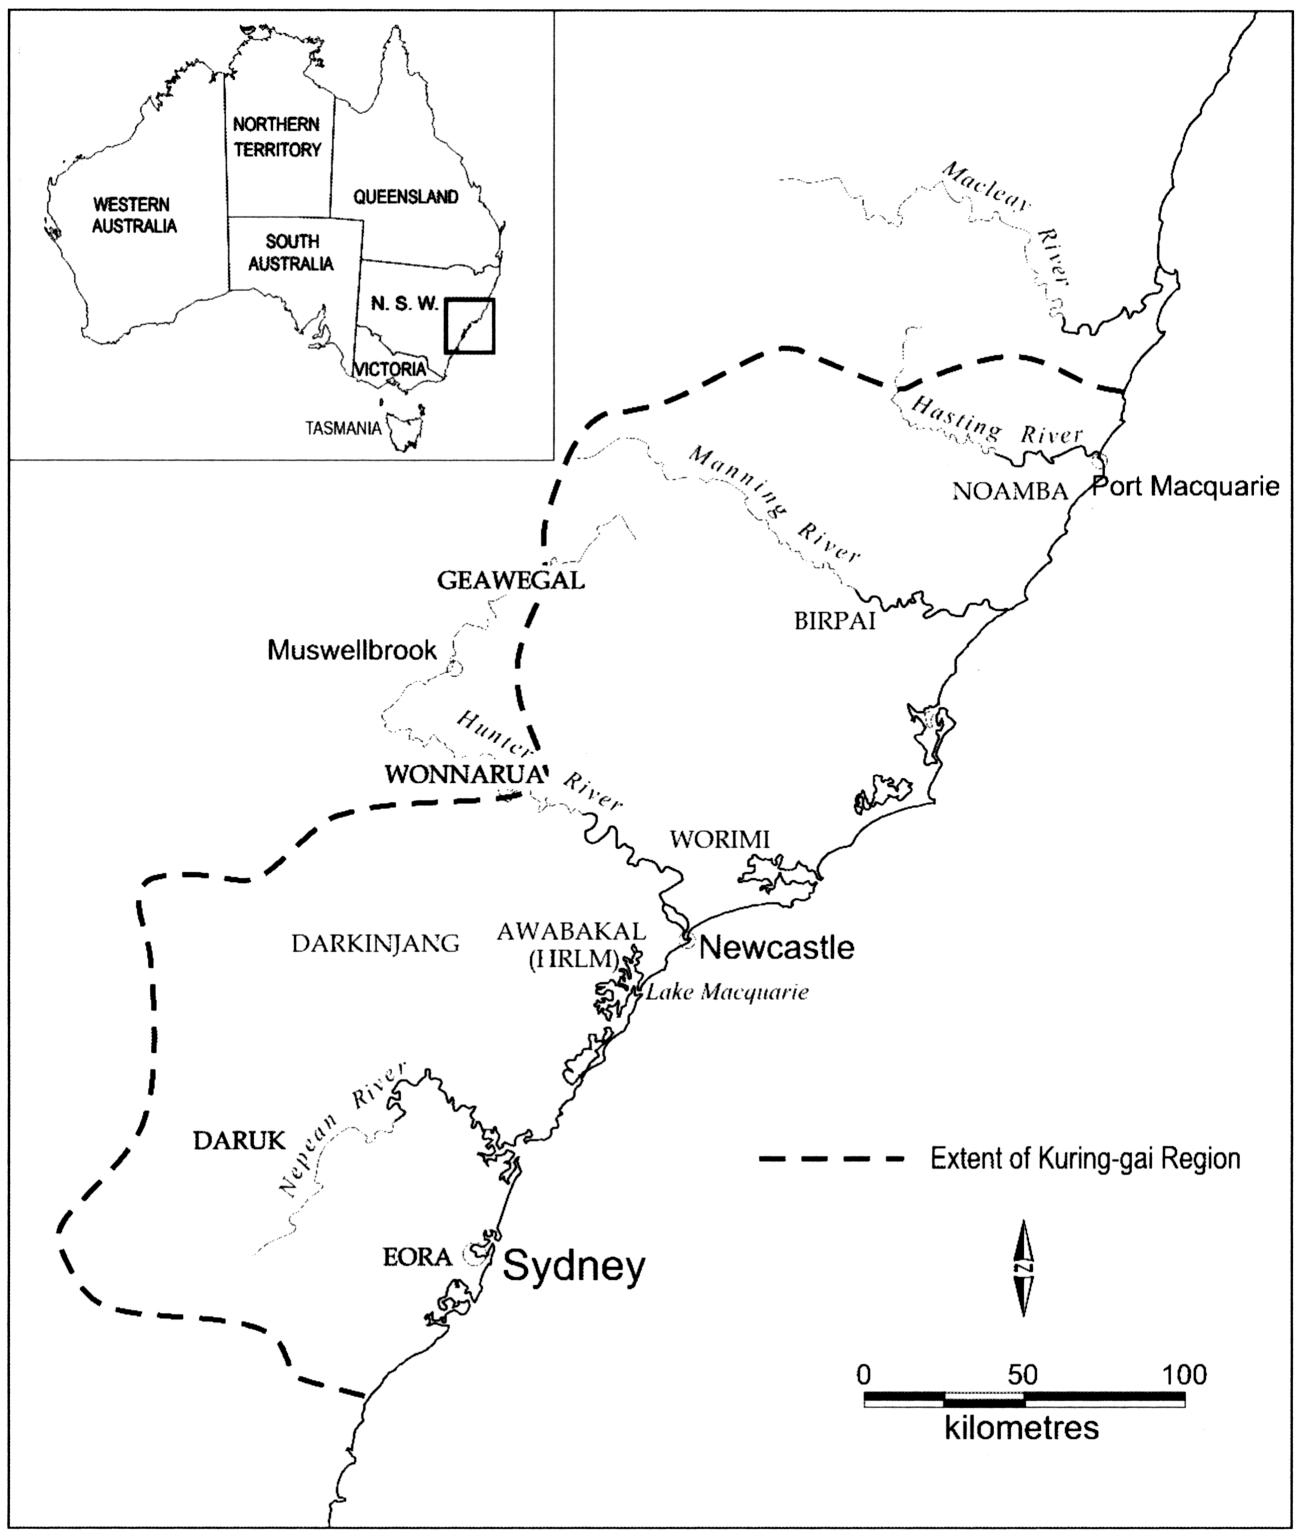 NORTHERN
TERRITORY
QUEENSLAND
WESTERN
AUSTRALIA
SOUTH
AUSTRALIA
N. S. W.
VICTORIA
TASMANIA
Macleay
River
Hasting River
NOAMBA
Port Macquarie
Manning River
GEAWEGAL
BIRPAI
Muswellbrook
Hunter
River
WONNARUA
WORIMI
DARKINJANG
AWABAKAL
(HRLM)
Newcastle
Lake Macquarie
Nepean River
DARUK
EORA
Sydney
Extent of Kuring-gai Region
N
0 50 100
kilometres